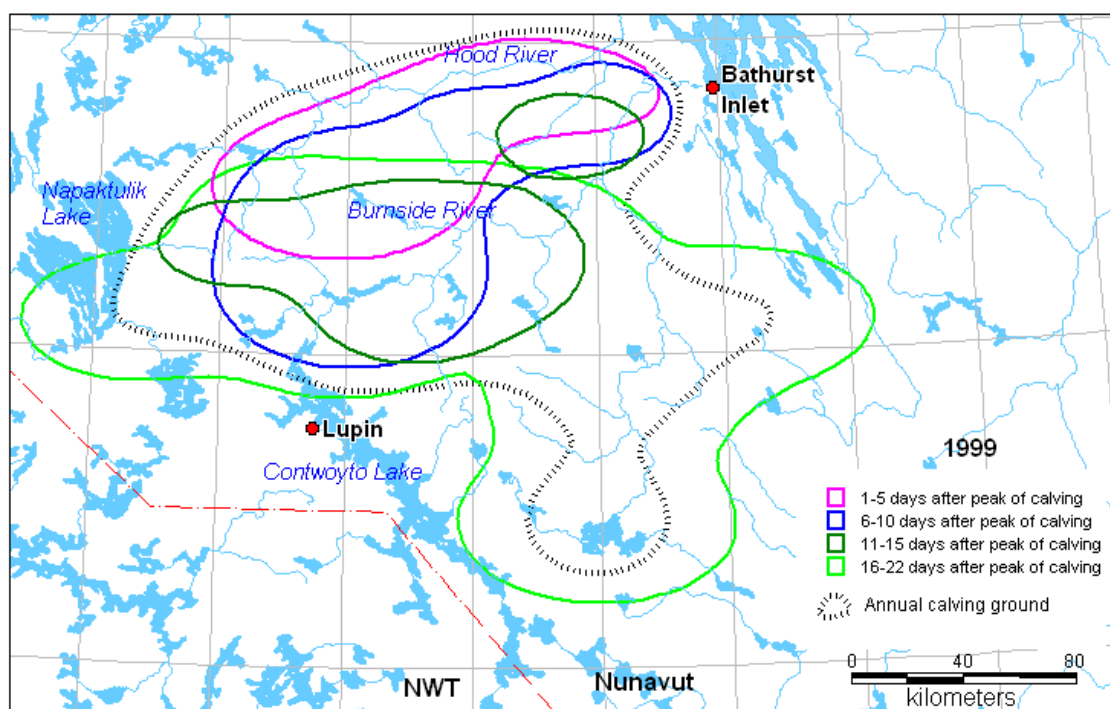 Hood River
Bathurst
Inlet
Napaktulik
Lake
Burnside River
Lupin
Contwoyto Lake
1999
1-5 days after peak of calving
6-10 days after peak of calving
11-15 days after peak of calving
16-22 days after peak of calving
Annual calving ground
0 40 80
kilometers
NWT
Nunavut